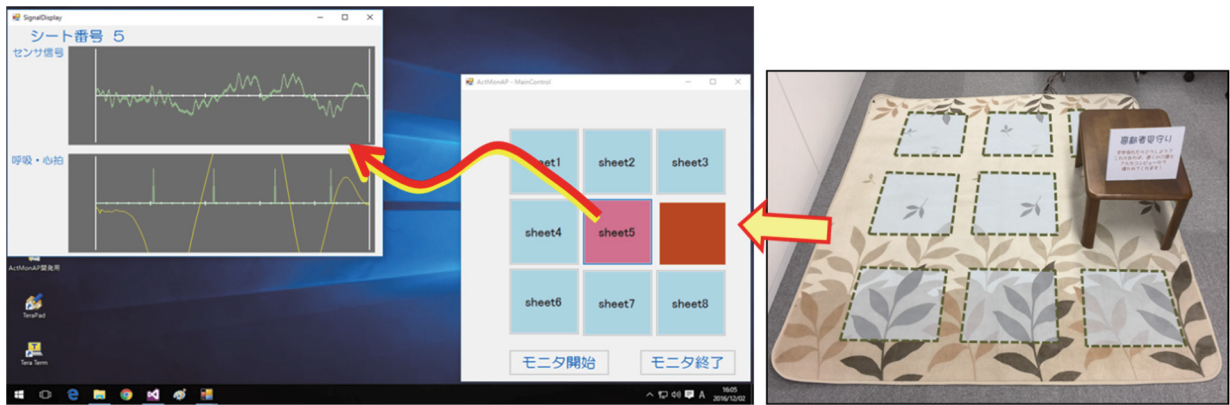 SignalDisplay
シート番号 5
センサ信号
呼吸・心拍
ActMonAP開発用
TeraPad
Tera Term
ActMonAP - MainControl
sheet2
sheet3
sheet4
sheet5
sheet6
sheet7
sheet8
モニタ開始
モニタ終了
A
16:05
2016/12/02
高齢者見守り